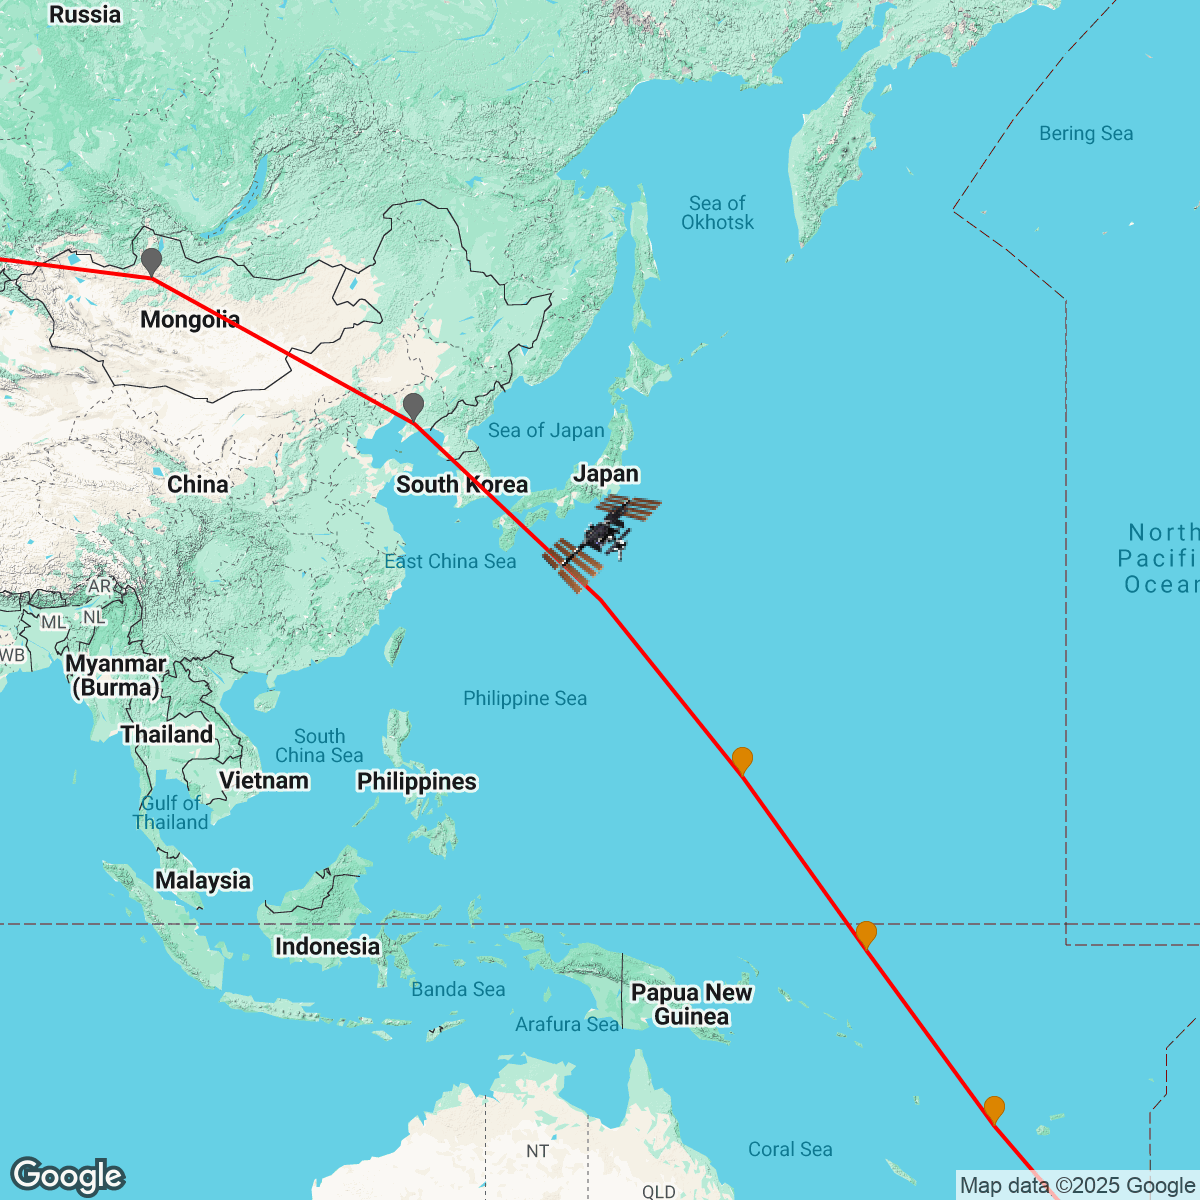 Russia
Bering Sea
Sea of
Okhotsk
Mongolia
Sea of Japan
Japan
China
South Korea
North
Pacifi
Ocean
East China Sea
AR
NL
ML
WB
Myanmar
(Burma)
Philippine Sea
Thailand
South
China Sea
Vietnam
Philippines
Gulf of
Thailand
Malaysia
Indonesia
Banda Sea
Papua New
Guinea
Arafura Sea
NT
Coral Sea
QLD
Google
Map data ©2025 Google